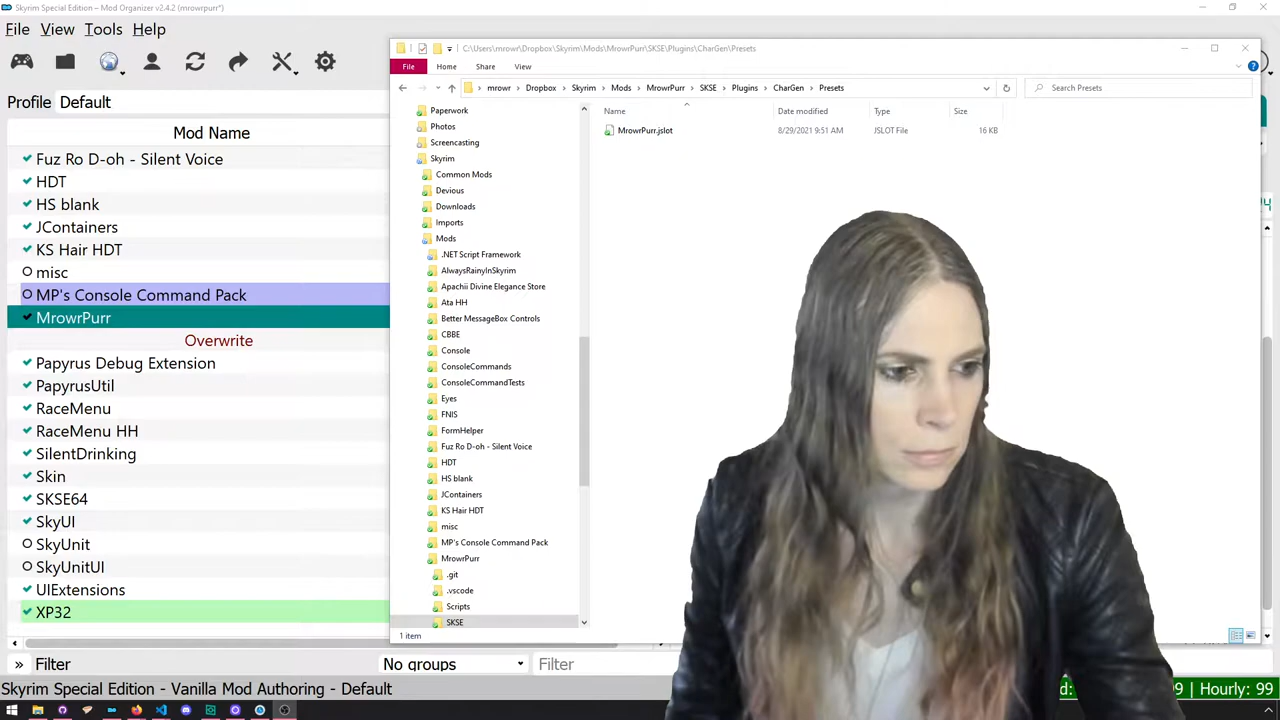 Skyrim Special Edition – Mod Organizer v2.4.2 (mrowrpurr*)
File View Tools Help
Profile Default
Mod Name
Fuz Ro D-oh - Silent Voice
HDT
HS blank
JContainers
KS Hair HDT
misc
MP's Console Command Pack
MrowrPurr
Overwrite
Papyrus Debug Extension
PapyrusUtil
RaceMenu
RaceMenu HH
SilentDrinking
Skin
SKSE64
SkyUI
SkyUnit
SkyUnitUI
UIExtensions
XP32
» Filter
No groups
Filter
Skyrim Special Edition - Vanilla Mod Authoring - Default
99 | Hourly: 99
C:\Users\mrowr\Dropbox\Skyrim\Mods\MrowrPurr\SKSE\Plugins\CharGen\Presets
File Home Share View
mrowr > Dropbox > Skyrim > Mods > MrowrPurr > SKSE > Plugins > CharGen > Presets
Search Presets
Name Date modified Type Size
MrowrPurr.jslot 8/29/2021 9:51 AM JSLOT File 16 KB
Paperwork
Photos
Screencasting
Skyrim
Common Mods
Devious
Downloads
Imports
Mods
.NET Script Framework
AlwaysRainyInSkyrim
Apachii Divine Elegance Store
Ata HH
Better MessageBox Controls
CBBE
Console
ConsoleCommands
ConsoleCommandTests
Eyes
FNIS
FormHelper
Fuz Ro D-oh - Silent Voice
HDT
HS blank
JContainers
KS Hair HDT
misc
MP's Console Command Pack
MrowrPurr
.git
.vscode
Scripts
SKSE
1 item